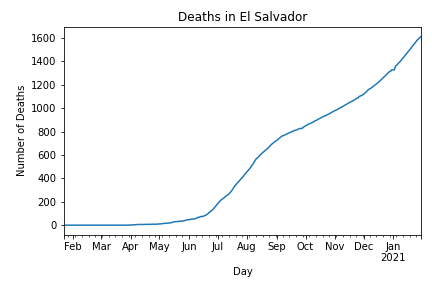 Deaths in El Salvador
Number of Deaths
1600
1400
1200
1000
800
600
400
200
0
Feb Mar Apr May Jun Jul Aug Sep Oct Nov Dec Jan
2021
Day